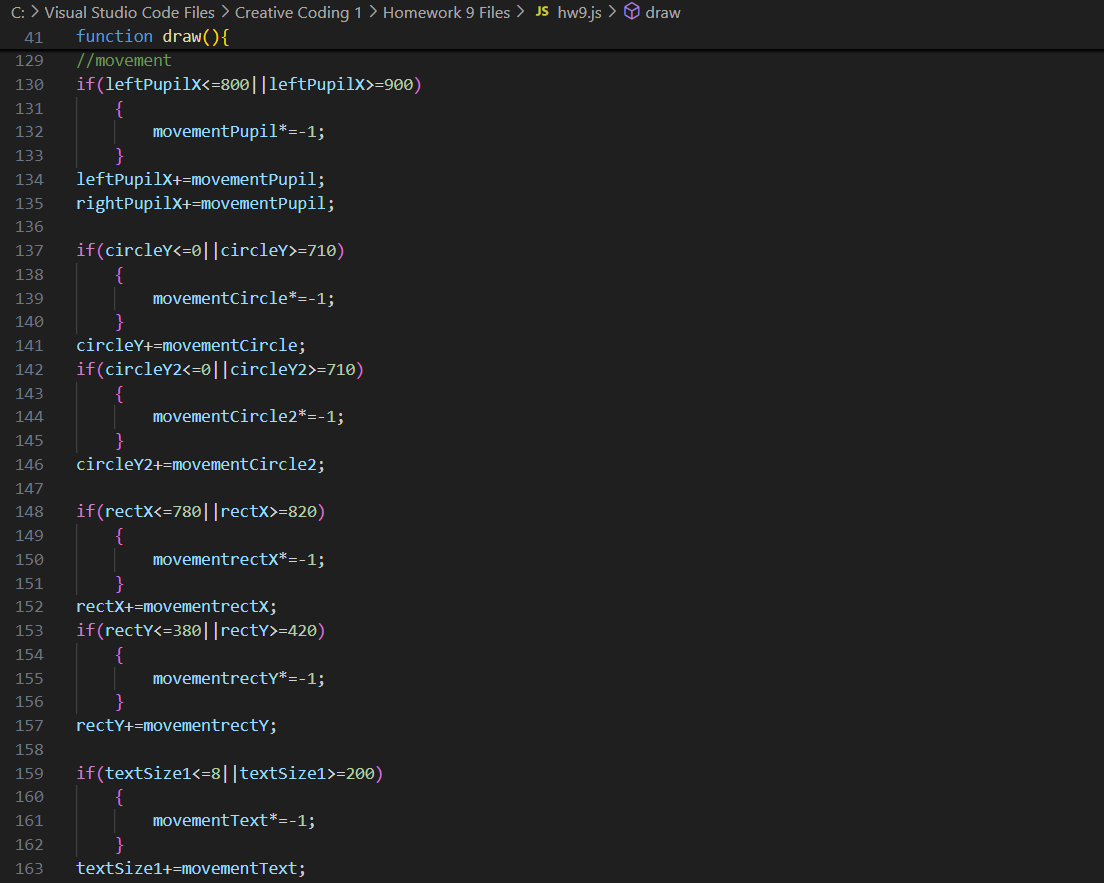 C: > Visual Studio Code Files > Creative Coding 1 > Homework 9 Files > JS hw9.js > draw
41 function draw(){
129 //movement
130 if(leftPupilX<=800||leftPupilX>=900)
131 {
132 movementPupil*=-1;
133 }
134 leftPupilX+=movementPupil;
135 rightPupilX+=movementPupil;
136
137 if(circleY<=0||circleY>=710)
138 {
139 movementCircle*=-1;
140 }
141 circleY+=movementCircle;
142 if(circleY2<=0||circleY2>=710)
143 {
144 movementCircle2*=-1;
145 }
146 circleY2+=movementCircle2;
147
148 if(rectX<=780||rectX>=820)
149 {
150 movementrectX*=-1;
151 }
152 rectX+=movementrectX;
153 if(rectY<=380||rectY>=420)
154 {
155 movementrectY*=-1;
156 }
157 rectY+=movementrectY;
158
159 if(textSize1<=8||textSize1>=200)
160 {
161 movementText*=-1;
162 }
163 textSize1+=movementText;